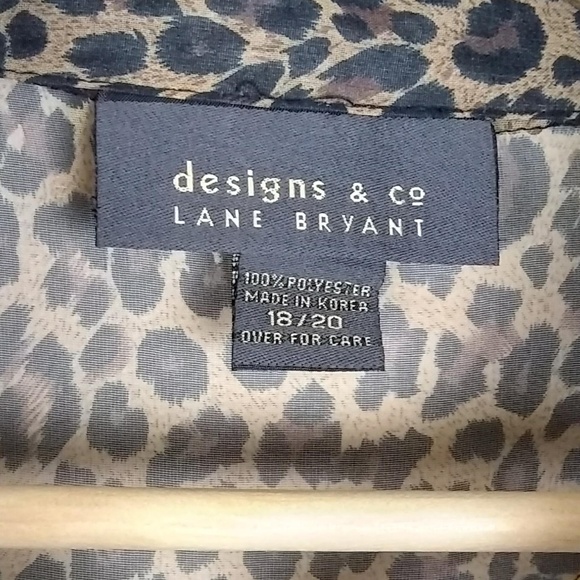 designs & co
LANE BRYANT
100% POLYESTER
MADE IN KOREA
18/20
OVER FOR CARE